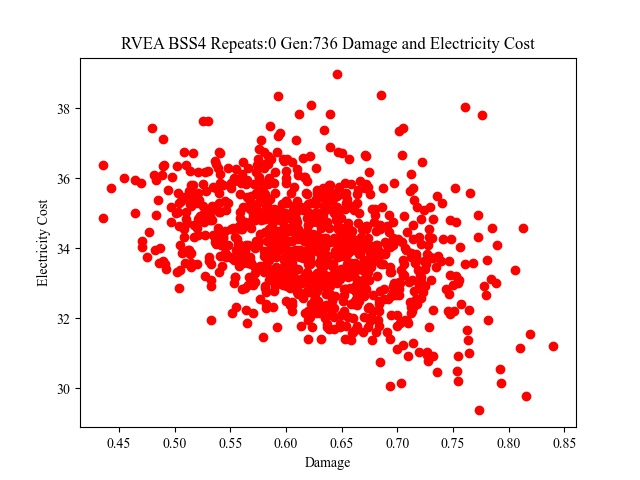 RVEA BSS4 Repeats:0 Gen:736 Damage and Electricity Cost
38
36
34
32
30
Electricity Cost
0.45 0.50 0.55 0.60 0.65 0.70 0.75 0.80 0.85
Damage